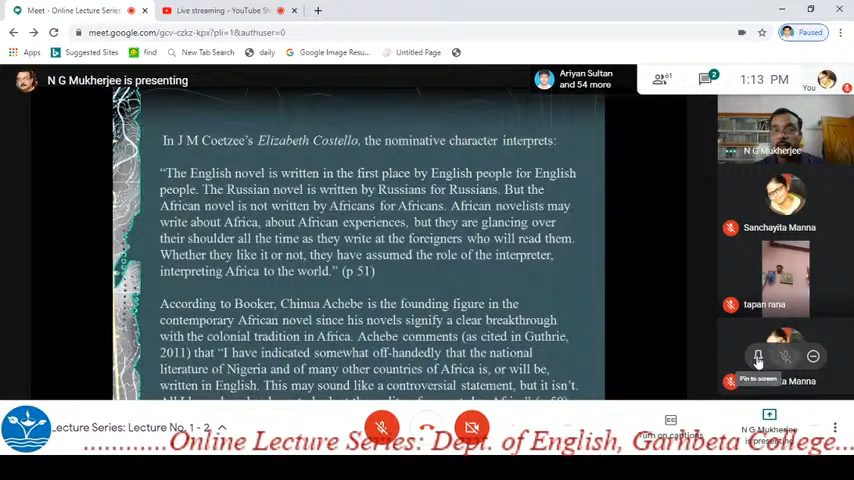 Meet - Online Lecture Series:
Live streaming - YouTube St
meet.google.com/gcv-czkz-kpx?pli=1&authuser=0
Paused
Apps
Suggested Sites
find
New Tab Search
daily
Google Image Resu...
Untitled Page
N G Mukherjee is presenting
Ariyan Sultan
and 54 more
61
2
1:13 PM
You
In J M Coetzee's Elizabeth Costello, the nominative character interprets:
"The English novel is written in the first place by English people for English
people. The Russian novel is written by Russians for Russians. But the
African novel is not written by Africans for Africans. African novelists may
write about Africa, about African experiences, but they are glancing over
their shoulder all the time as they write at the foreigners who will read them.
Whether they like it or not, they have assumed the role of the interpreter,
interpreting Africa to the world." (p 51)
According to Booker, Chinua Achebe is the founding figure in the
contemporary African novel since his novels signify a clear breakthrough
with the colonial tradition in Africa. Achebe comments (as cited in Guthrie,
2011) that "I have indicated somewhat off-handedly that the national
literature of Nigeria and of many other countries of Africa is, or will be,
written in English. This may sound like a controversial statement, but it isn't.
N G Mukherjee
Sanchayita Manna
tapan rana
Pin to screen
ta Manna
Lecture Series: Lecture No. 1 - 2
Turn on captions
N G Mukherjee
is presenting
............Online Lecture Series: Dept. of English, Garhbeta College...